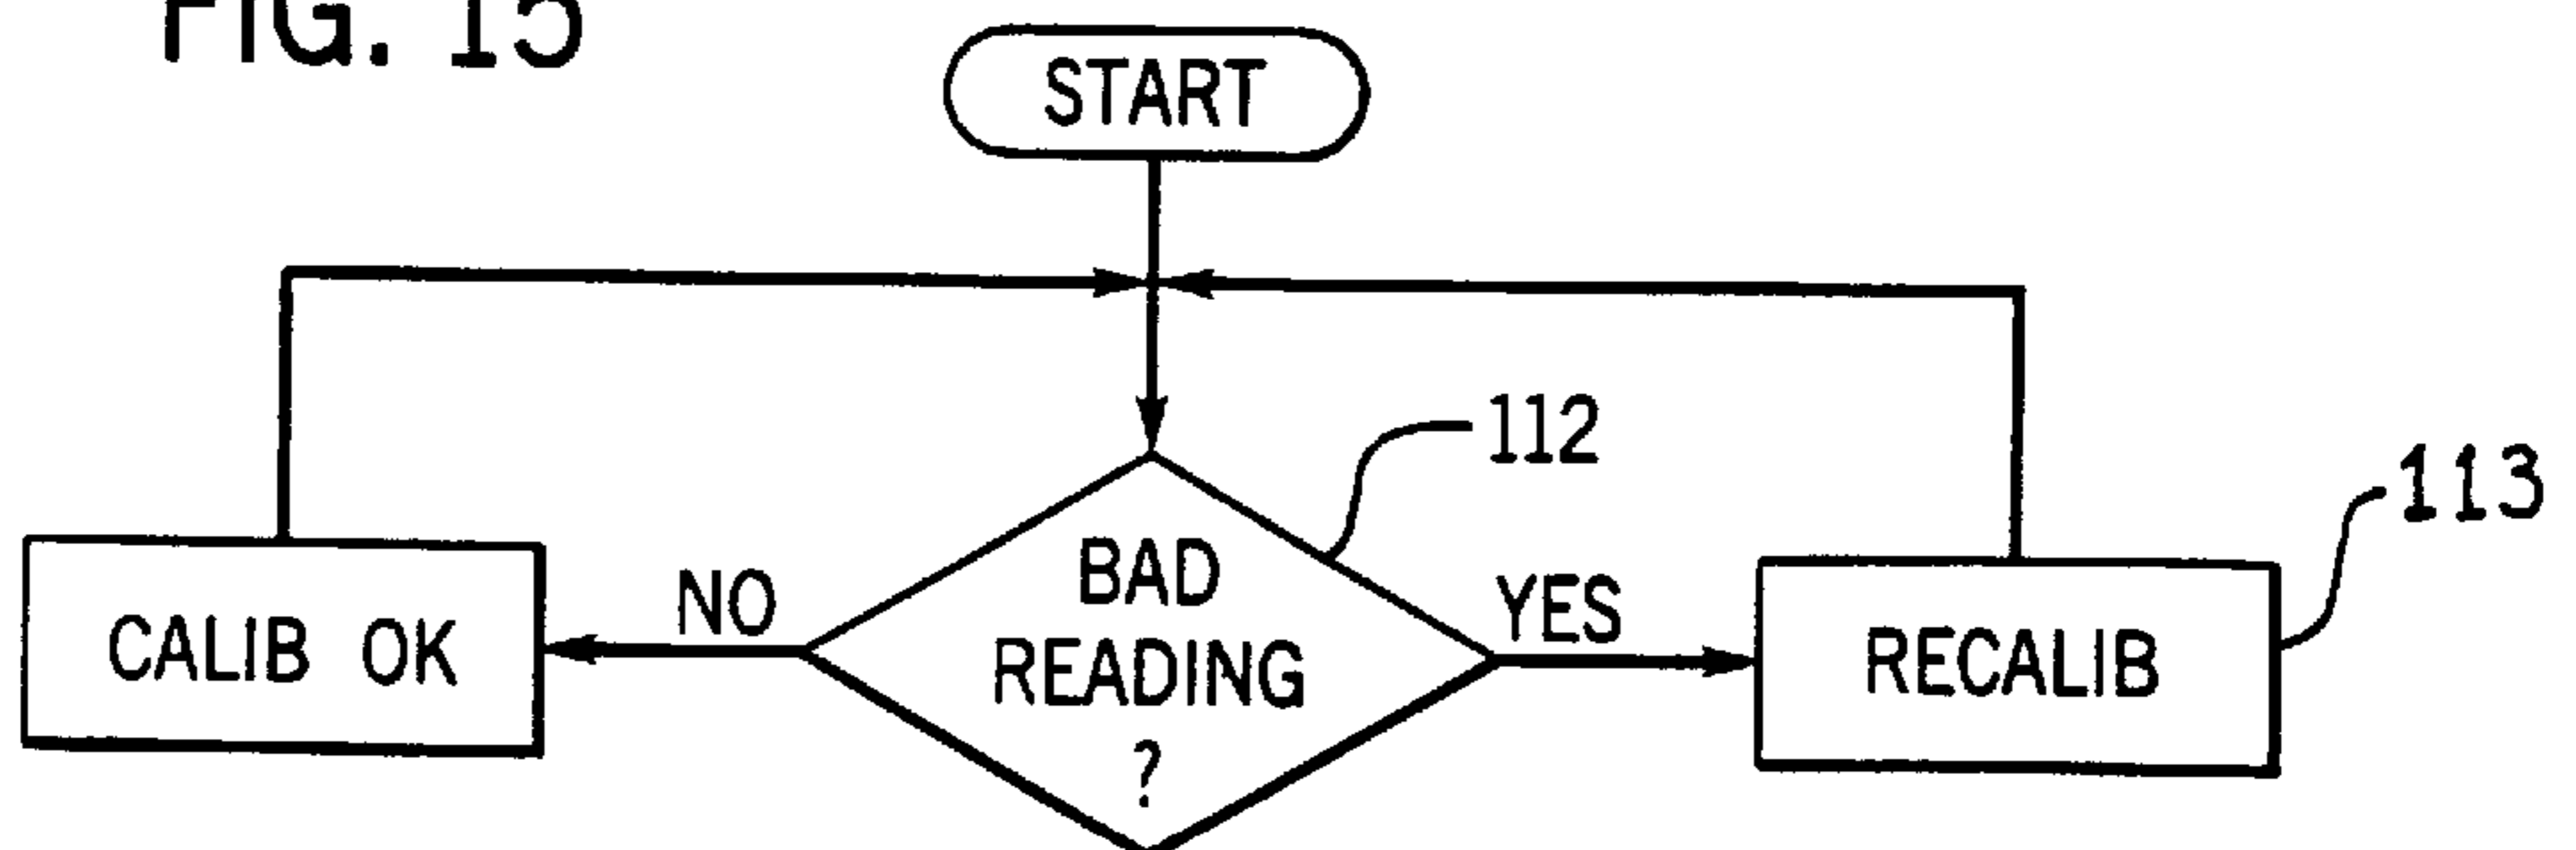 FIG. 15
START
112
113
BAD
READING
?
NO
YES
CALIB OK
RECALIB